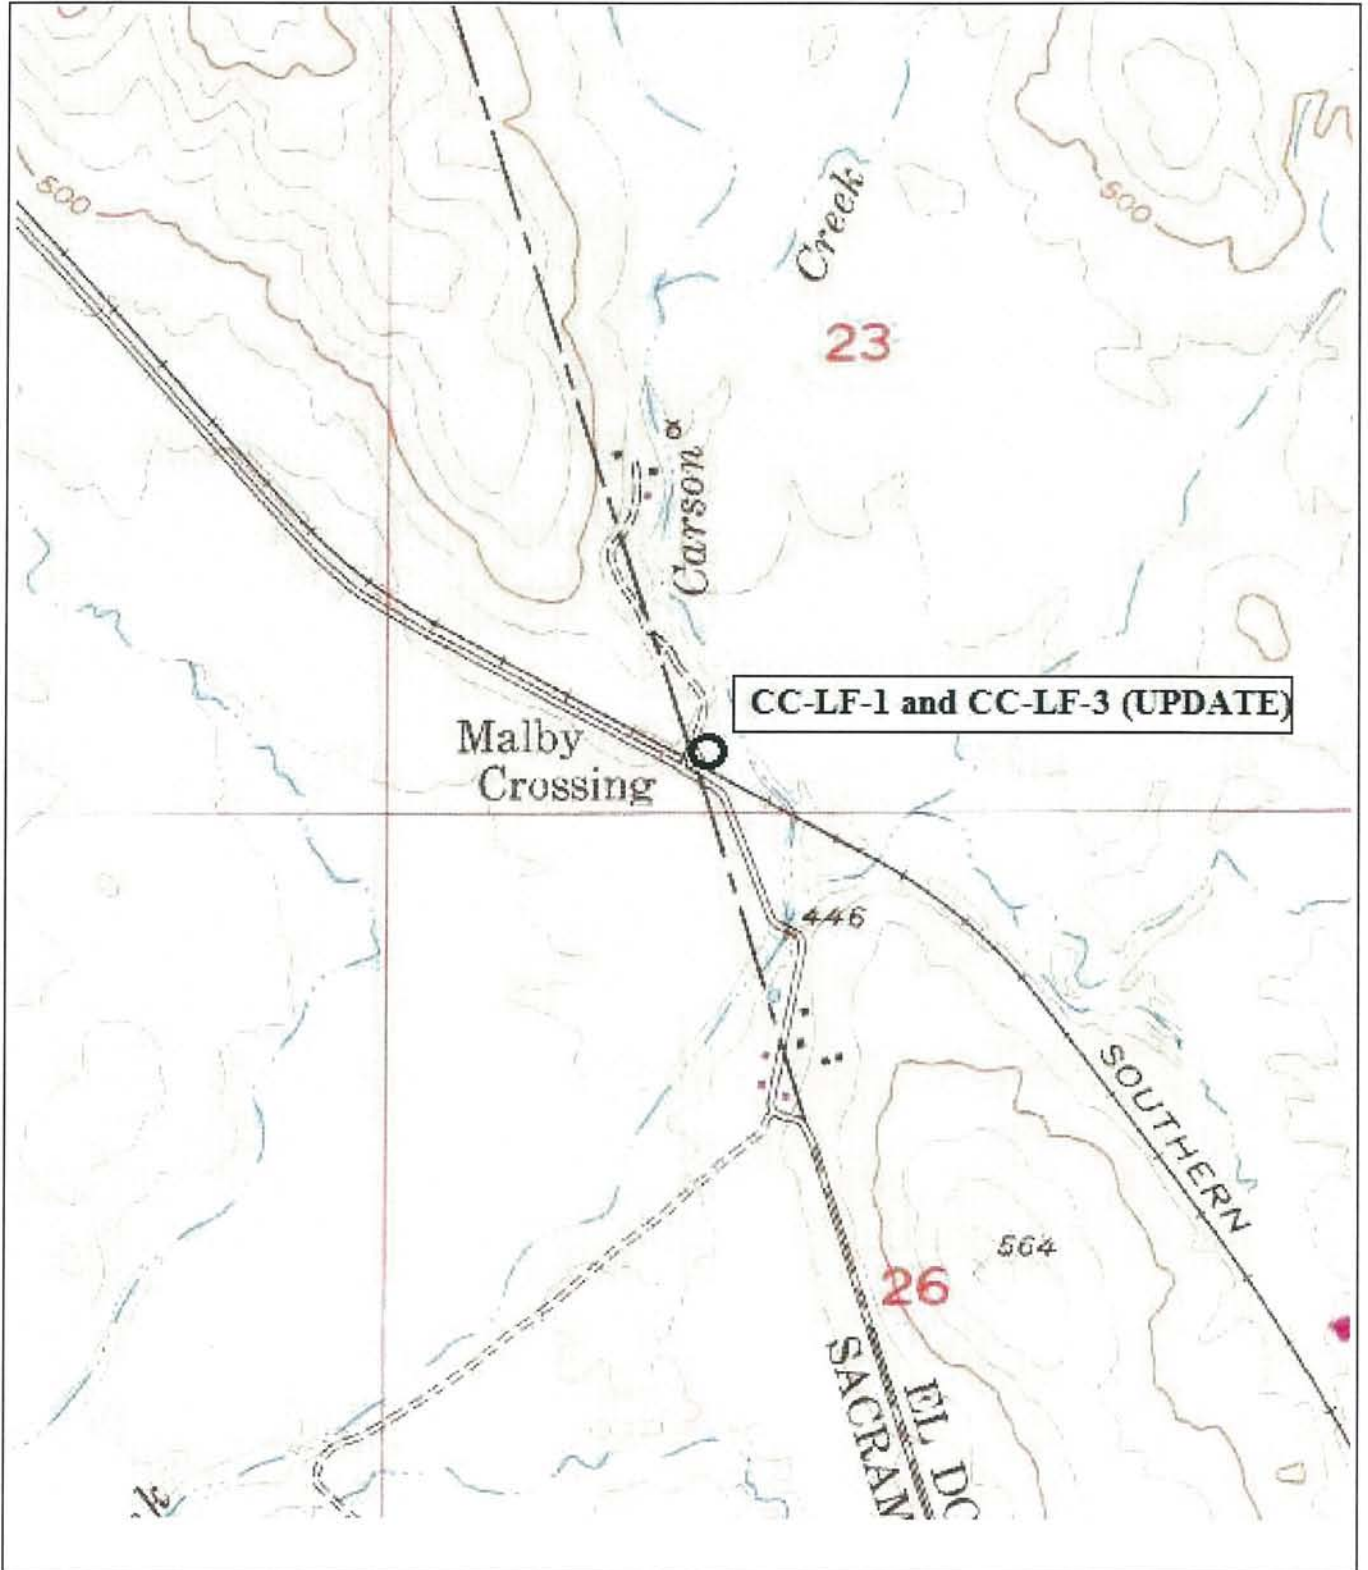 500
Creek
500
23
Carson
CC-LF-1 and CC-LF-3 (UPDATE)
Malby
Crossing
446
SOUTHERN
564
26
SACRAM
EL DO
k